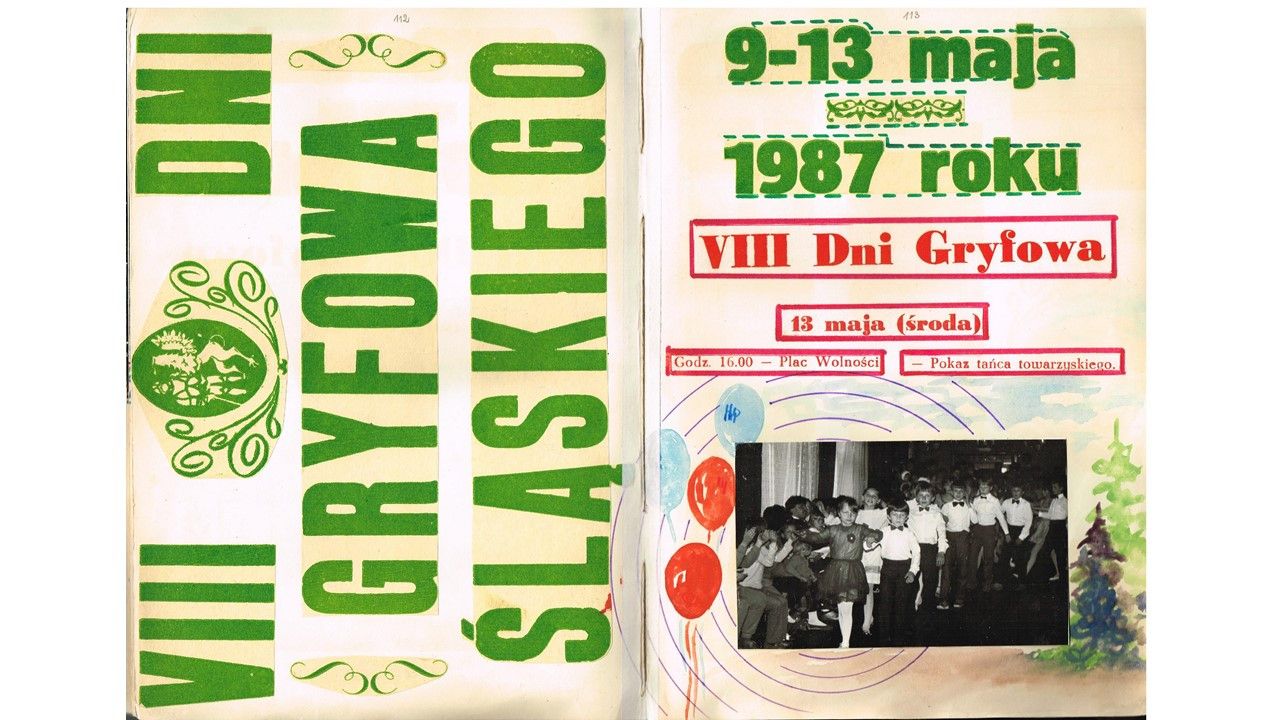 112
VIII DNI
GRYFOWA
ŚLĄSKIEGO
113
9-13 maja
1987 roku
VIII Dni Gryfowa
13 maja (środa)
Godz. 16.00 — Plac Wolności — Pokaz tańca towarzyskiego.
HP